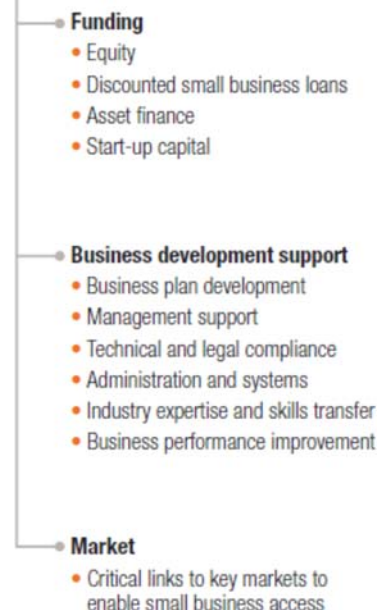 Funding
• Equity
• Discounted small business loans
• Asset finance
• Start-up capital
Business development support
• Business plan development
• Management support
• Technical and legal compliance
• Administration and systems
• Industry expertise and skills transfer
• Business performance improvement
Market
• Critical links to key markets to
enable small business access